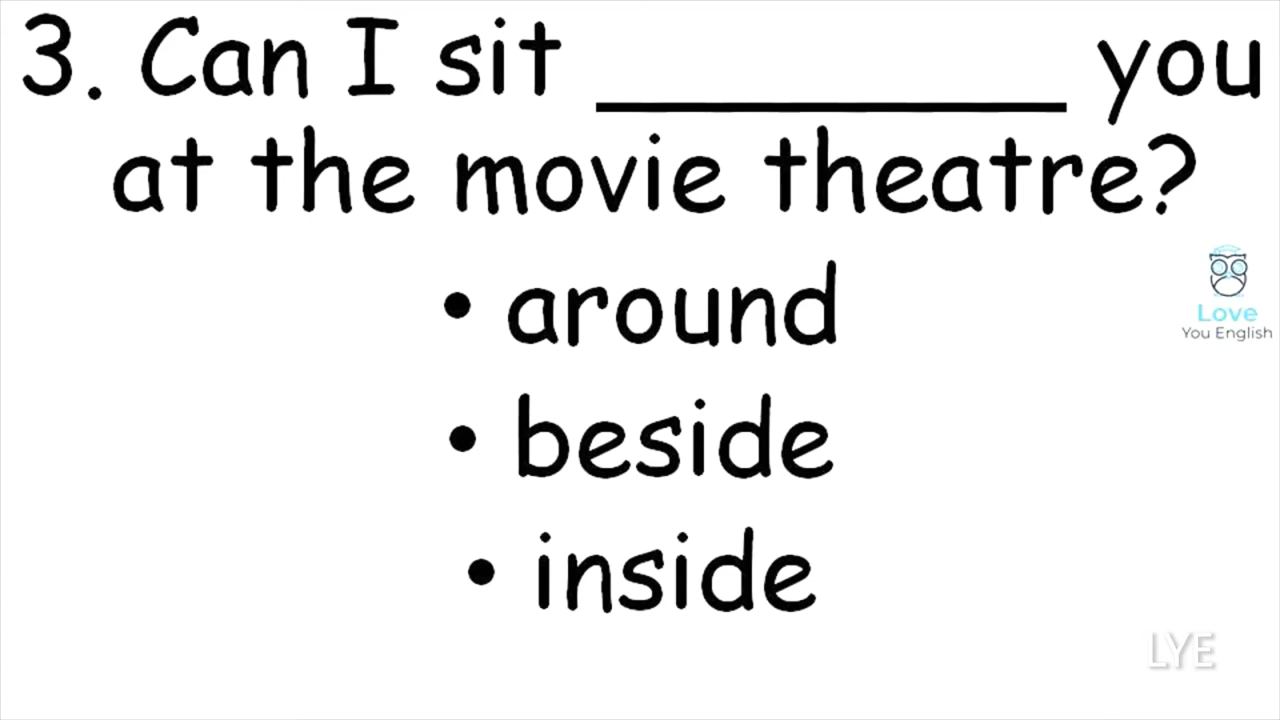 3. Can I sit __________ you
at the movie theatre?
• around
• beside
• inside
Love
You English
LYE